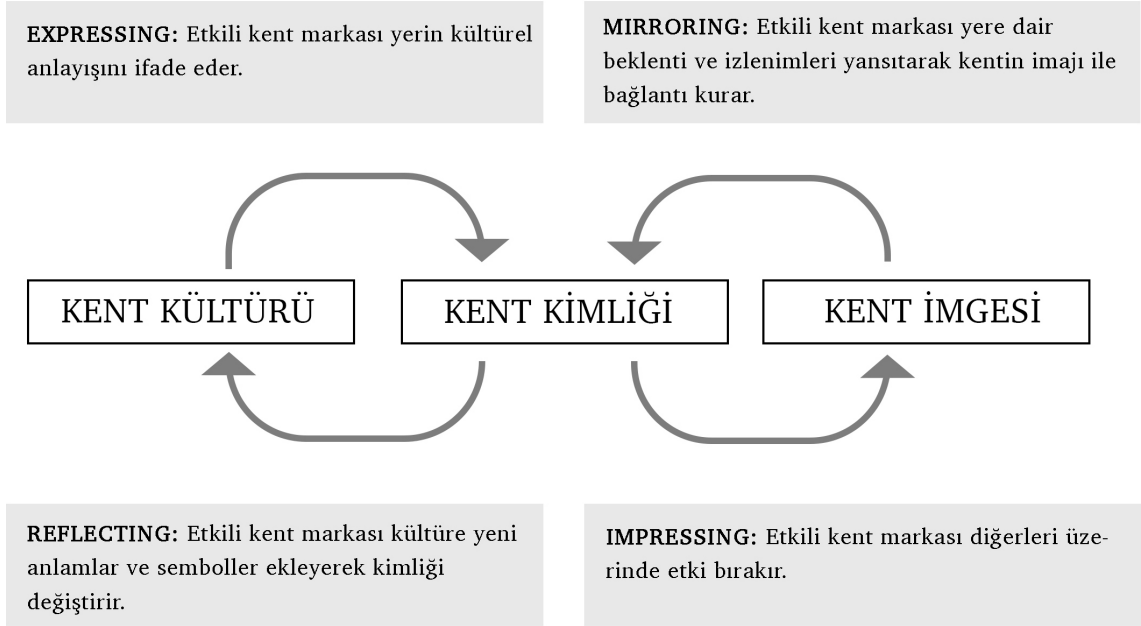 EXPRESSING: Etkili kent markası yerin kültürel
anlayışını ifade eder.
MIRRORING: Etkili kent markası yere dair
beklenti ve izlenimleri yansıtarak kentin imajı ile
bağlantı kurar.
KENT KÜLTÜRÜ
KENT KİMLİĞİ
KENT İMGESİ
REFLECTING: Etkili kent markası kültüre yeni
anlamlar ve semboller ekleyerek kimliği
değiştirir.
IMPRESSING: Etkili kent markası diğerleri üze-
rinde etki bırakır.